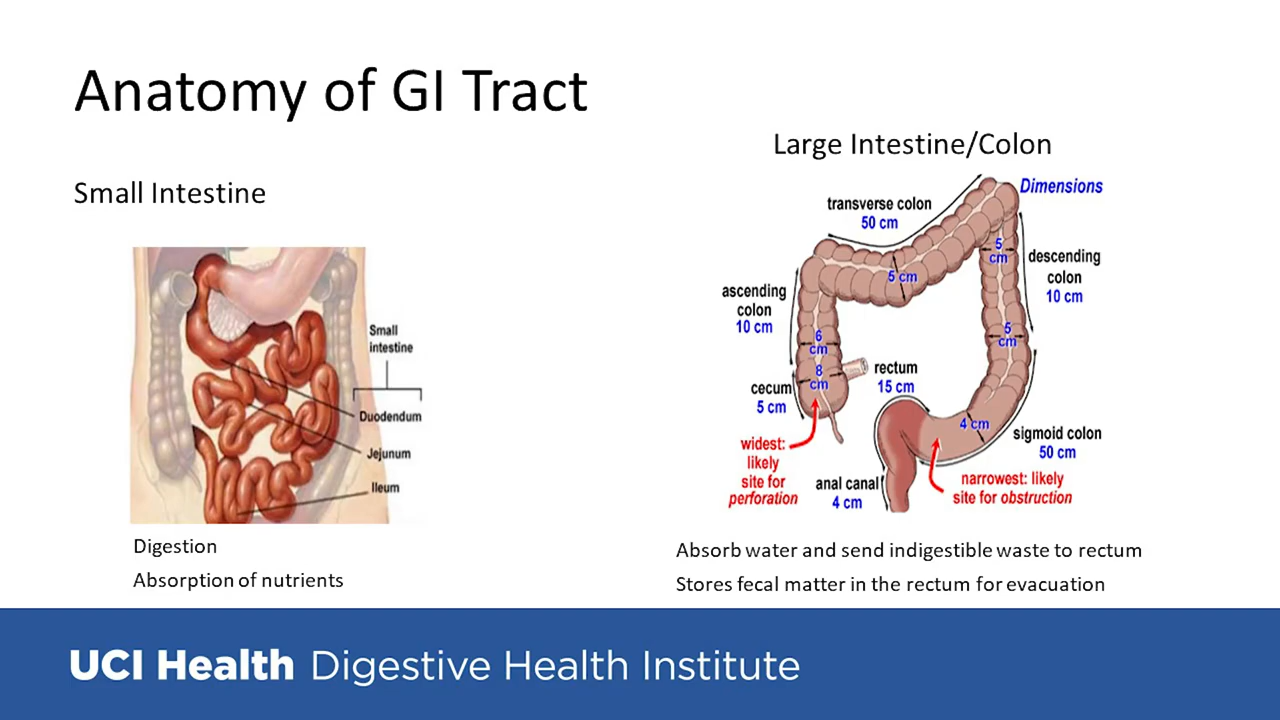 Anatomy of GI Tract
Small Intestine
Small
intestine
Duodendum
Jejunum
Ileum
Digestion
Absorption of nutrients
Large Intestine/Colon
Dimensions
transverse colon
50 cm
5
cm
descending
colon
10 cm
5 cm
ascending
colon
10 cm
6
cm
5
cm
8
cm
rectum
15 cm
cecum
5 cm
4 cm
sigmoid colon
50 cm
widest:
likely
site for
perforation
anal canal
4 cm
narrowest: likely
site for obstruction
Absorb water and send indigestible waste to rectum
Stores fecal matter in the rectum for evacuation
UCI Health Digestive Health Institute